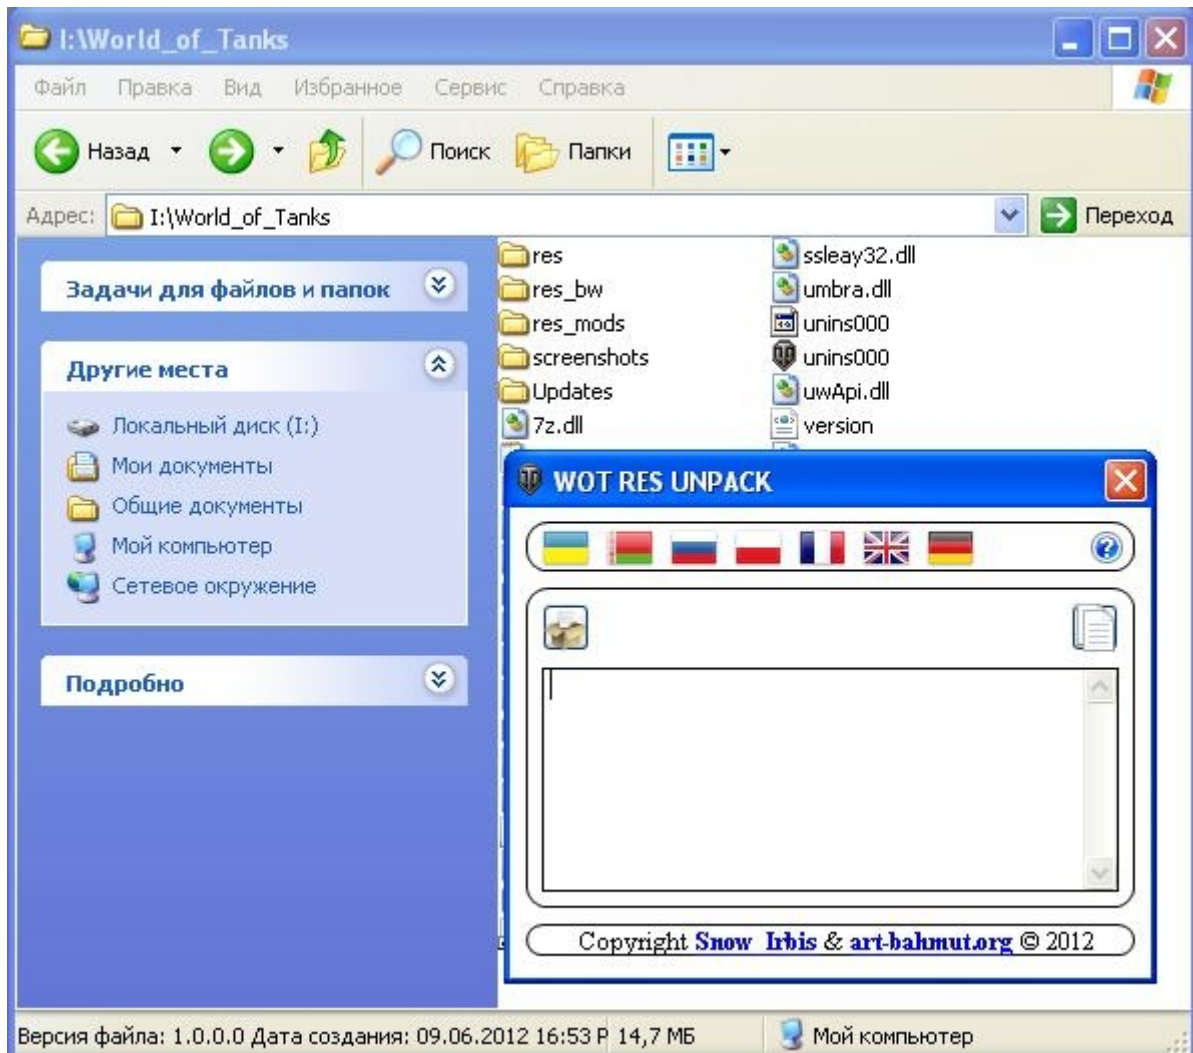 I:\World_of_Tanks
Файл Правка Вид Избранное Сервис Справка
Назад Поиск Папки
Адрес: I:\World_of_Tanks Переход
Задачи для файлов и папок
Другие места
Локальный диск (I:)
Мои документы
Общие документы
Мой компьютер
Сетевое окружение
Подробно
res
res_bw
res_mods
screenshots
Updates
7z.dll
ssleay32.dll
umbra.dll
unins000
unins000
uwApi.dll
version
WOT RES UNPACK
Copyright Snow_Irbis & art-bahmut.org © 2012
Версия файла: 1.0.0.0 Дата создания: 09.06.2012 16:53 Р 14,7 МБ Мой компьютер